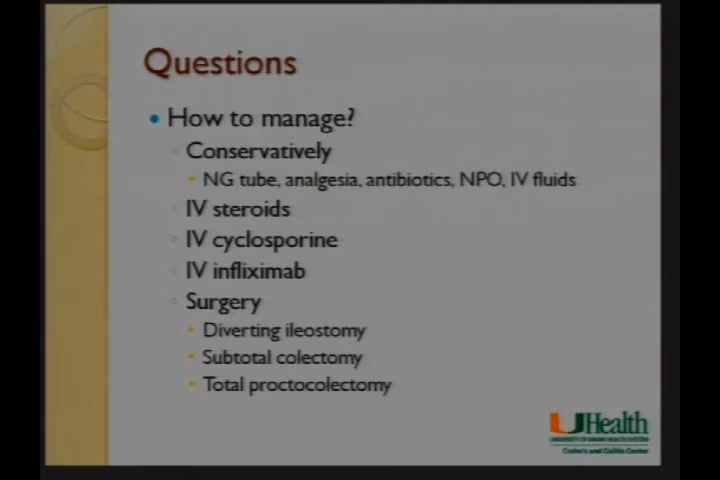 Questions
How to manage?
Conservatively
NG tube, analgesia, antibiotics, NPO, IV fluids
IV steroids
IV cyclosporine
IV infliximab
Surgery
Diverting ileostomy
Subtotal colectomy
Total proctocolectomy
UHealth
UNIVERSITY OF MIAMI HEALTH SYSTEM
Crohn's and Colitis Center